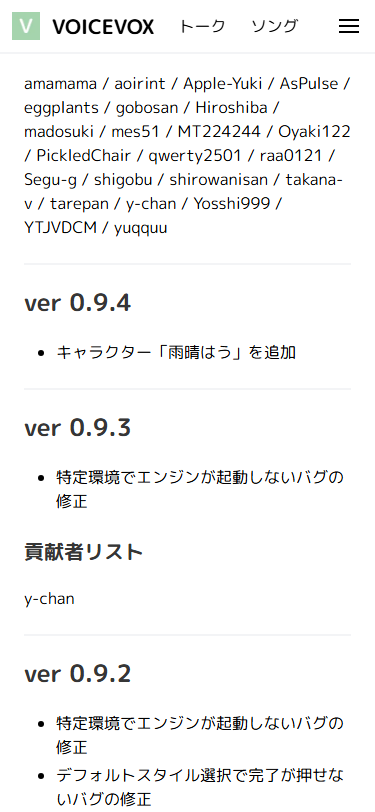 V VOICEVOX トーク ソング
amamama / aoirint / Apple-Yuki / AsPulse /
eggplants / gobosan / Hiroshiba /
madosuki / mes51 / MT224244 / Oyaki122
/ PickledChair / qwerty2501 / raa0121 /
Segu-g / shigobu / shirowanisan / takana-
v / tarepan / y-chan / Yosshi999 /
YTJVDCM / yuqquu
ver 0.9.4
• キャラクター「雨晴はう」を追加
ver 0.9.3
• 特定環境でエンジンが起動しないバグの
修正
貢献者リスト
y-chan
ver 0.9.2
• 特定環境でエンジンが起動しないバグの
修正
• デフォルトスタイル選択で完了が押せな
いバグの修正